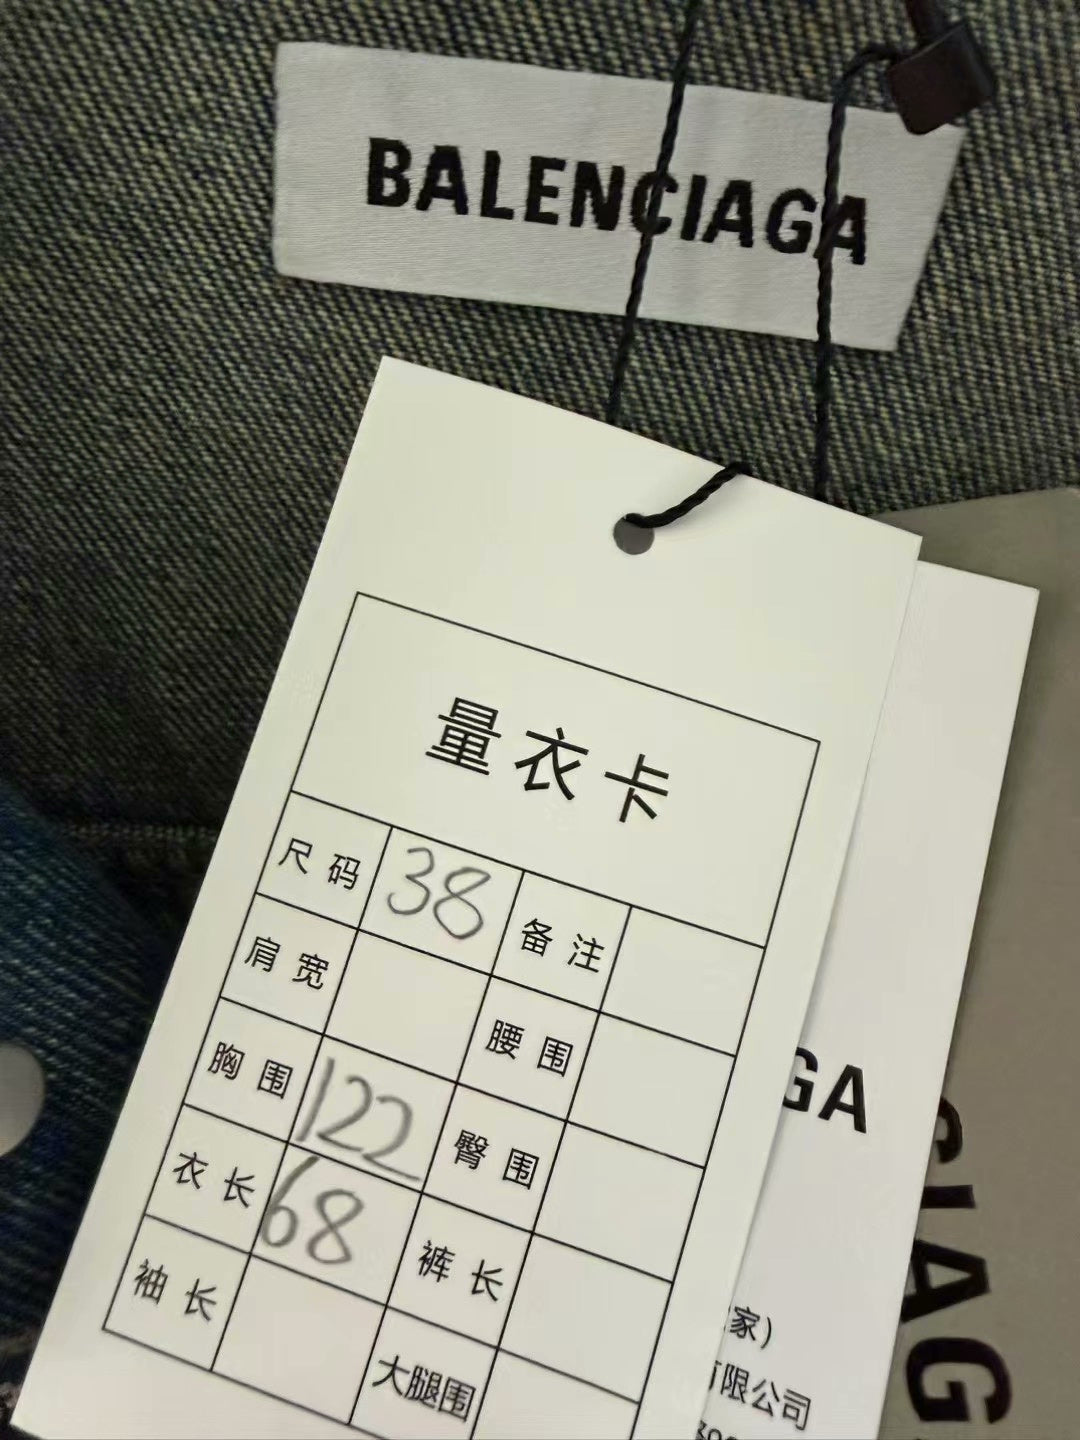 BALENCIAGA
量衣卡
尺码 38 备注
肩宽 腰围
胸围 122 臀围
衣长 68 裤长
袖长 大腿围
GA
家)
有限公司
CIAG